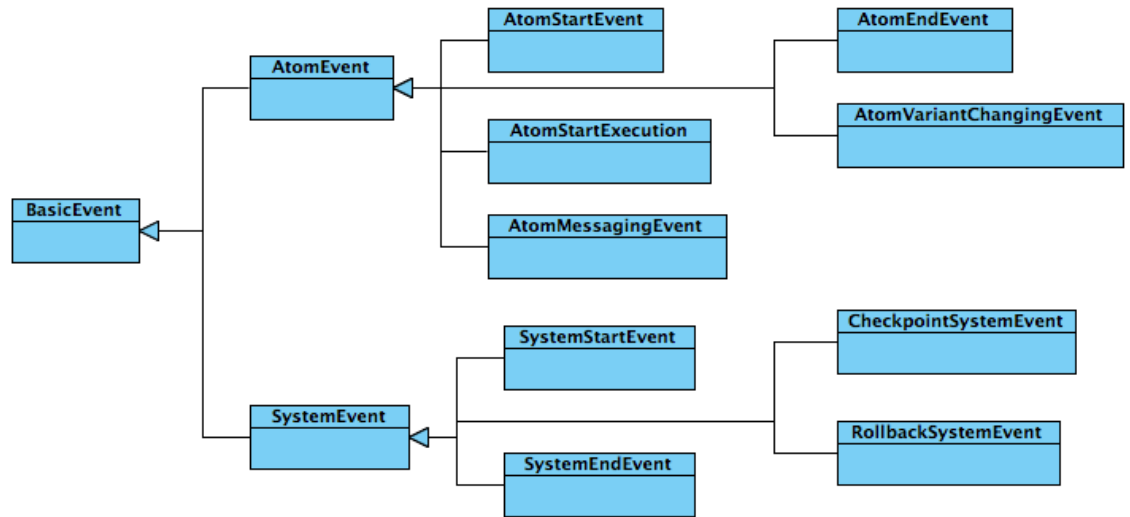 AtomStartEvent
AtomEndEvent
AtomEvent
AtomVariantChangingEvent
AtomStartExecution
BasicEvent
AtomMessagingEvent
CheckpointSystemEvent
SystemStartEvent
SystemEvent
RollbackSystemEvent
SystemEndEvent